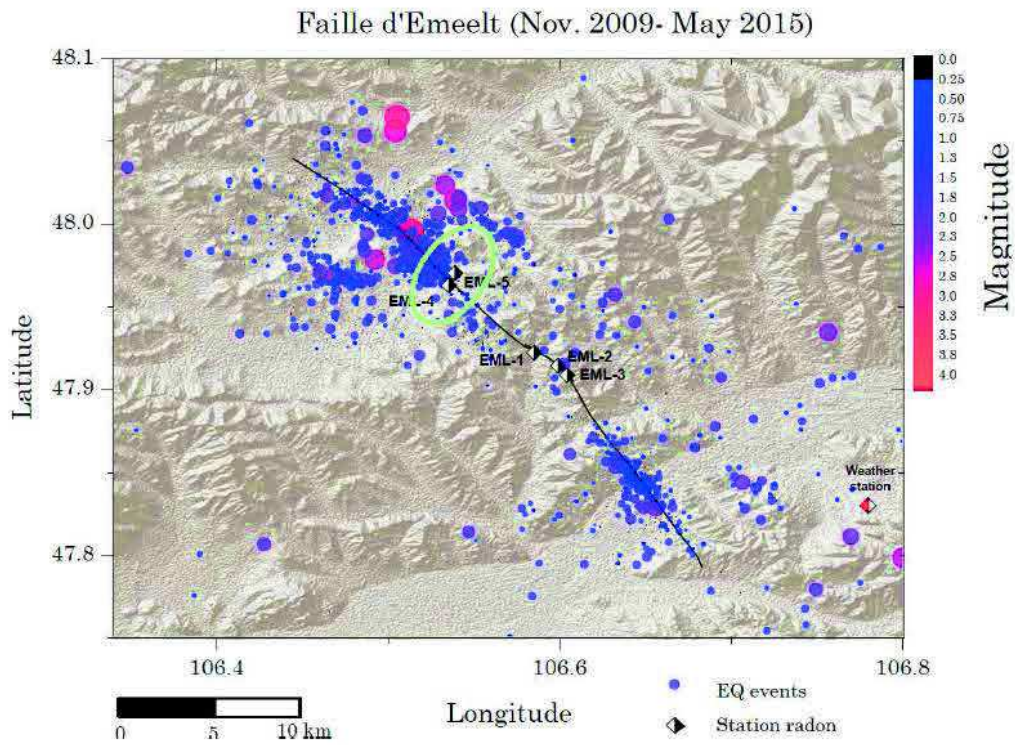 Faille d'Emeelt (Nov. 2009- May 2015)
48.1
48.0
47.9
47.8
Latitude
EML-5
EML-4
EML-1
EML-2
EML-3
Weather
station
0.0
0.25
0.50
0.75
1.0
1.3
1.5
1.8
2.0
2.3
2.5
2.8
3.0
3.3
3.5
3.8
4.0
Magnitude
106.4
106.6
106.8
Longitude
0
5
10 km
EQ events
Station radon